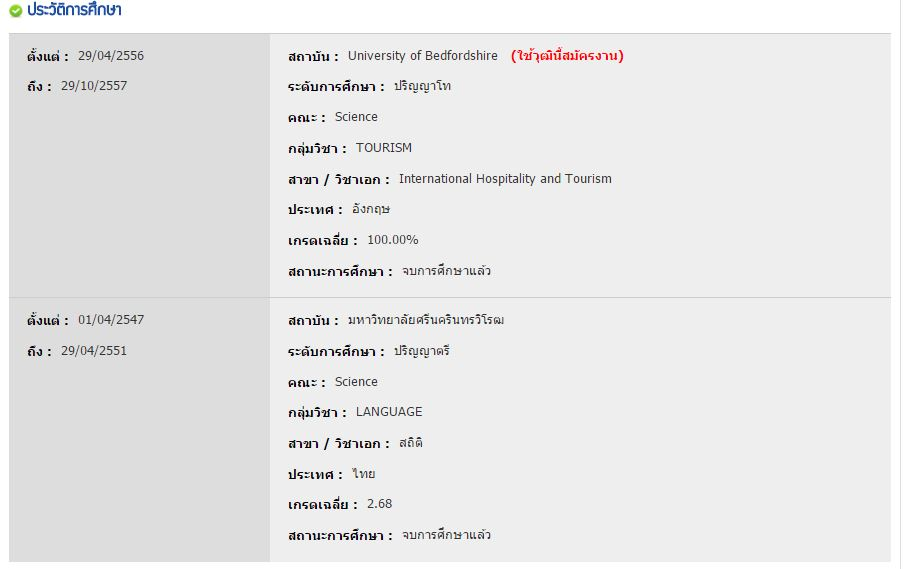 ประวัติการศึกษา
ตั้งแต่ : 29/04/2556
ถึง : 29/10/2557
สถาบัน : University of Bedfordshire (ใช้วุฒินี้สมัครงาน)
ระดับการศึกษา : ปริญญาโท
คณะ : Science
กลุ่มวิชา : TOURISM
สาขา / วิชาเอก : International Hospitality and Tourism
ประเทศ : อังกฤษ
เกรดเฉลี่ย : 100.00%
สถานะการศึกษา : จบการศึกษาแล้ว
ตั้งแต่ : 01/04/2547
ถึง : 29/04/2551
สถาบัน : มหาวิทยาลัยศรีนครินทรวิโรฒ
ระดับการศึกษา : ปริญญาตรี
คณะ : Science
กลุ่มวิชา : LANGUAGE
สาขา / วิชาเอก : สถิติ
ประเทศ : ไทย
เกรดเฉลี่ย : 2.68
สถานะการศึกษา : จบการศึกษาแล้ว